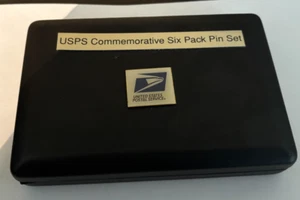 USPS Commemorative Six Pack Pin Set
UNITED STATES
POSTAL SERVICE